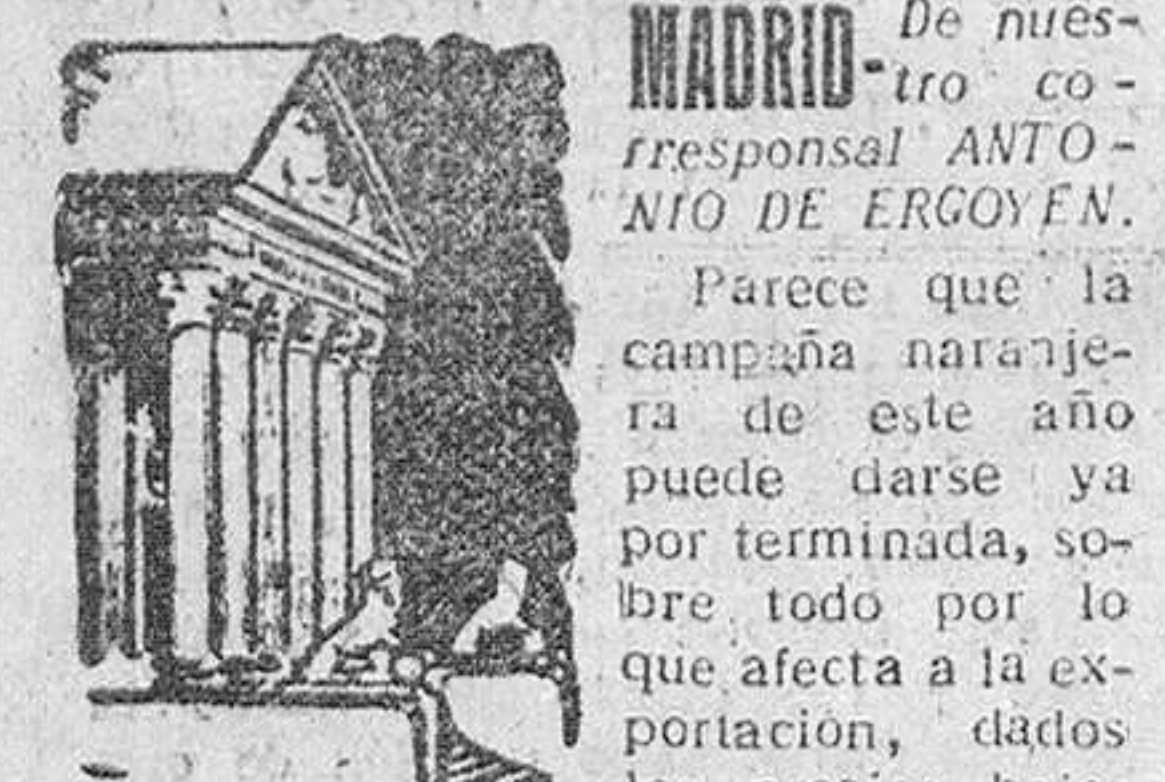 MADRID- De nues-
tro co-
rresponsal ANTO-
NIO DE ERGOYEN.
Parece que la
campaña naranje-
ra de este año
puede darse ya
por terminada, so-
bre todo por lo
que afecta a la ex-
portación, dados